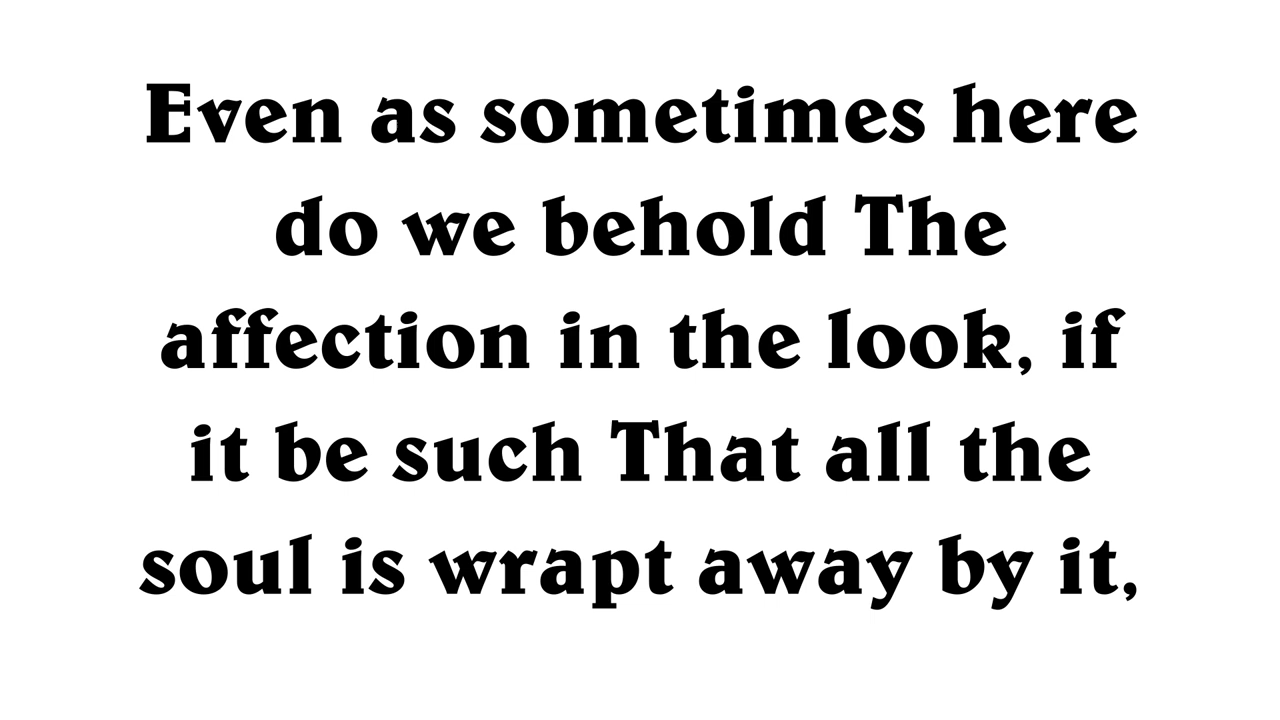 Even as sometimes here
do we behold The
affection in the look, if
it be such That all the
soul is wrapt away by it,